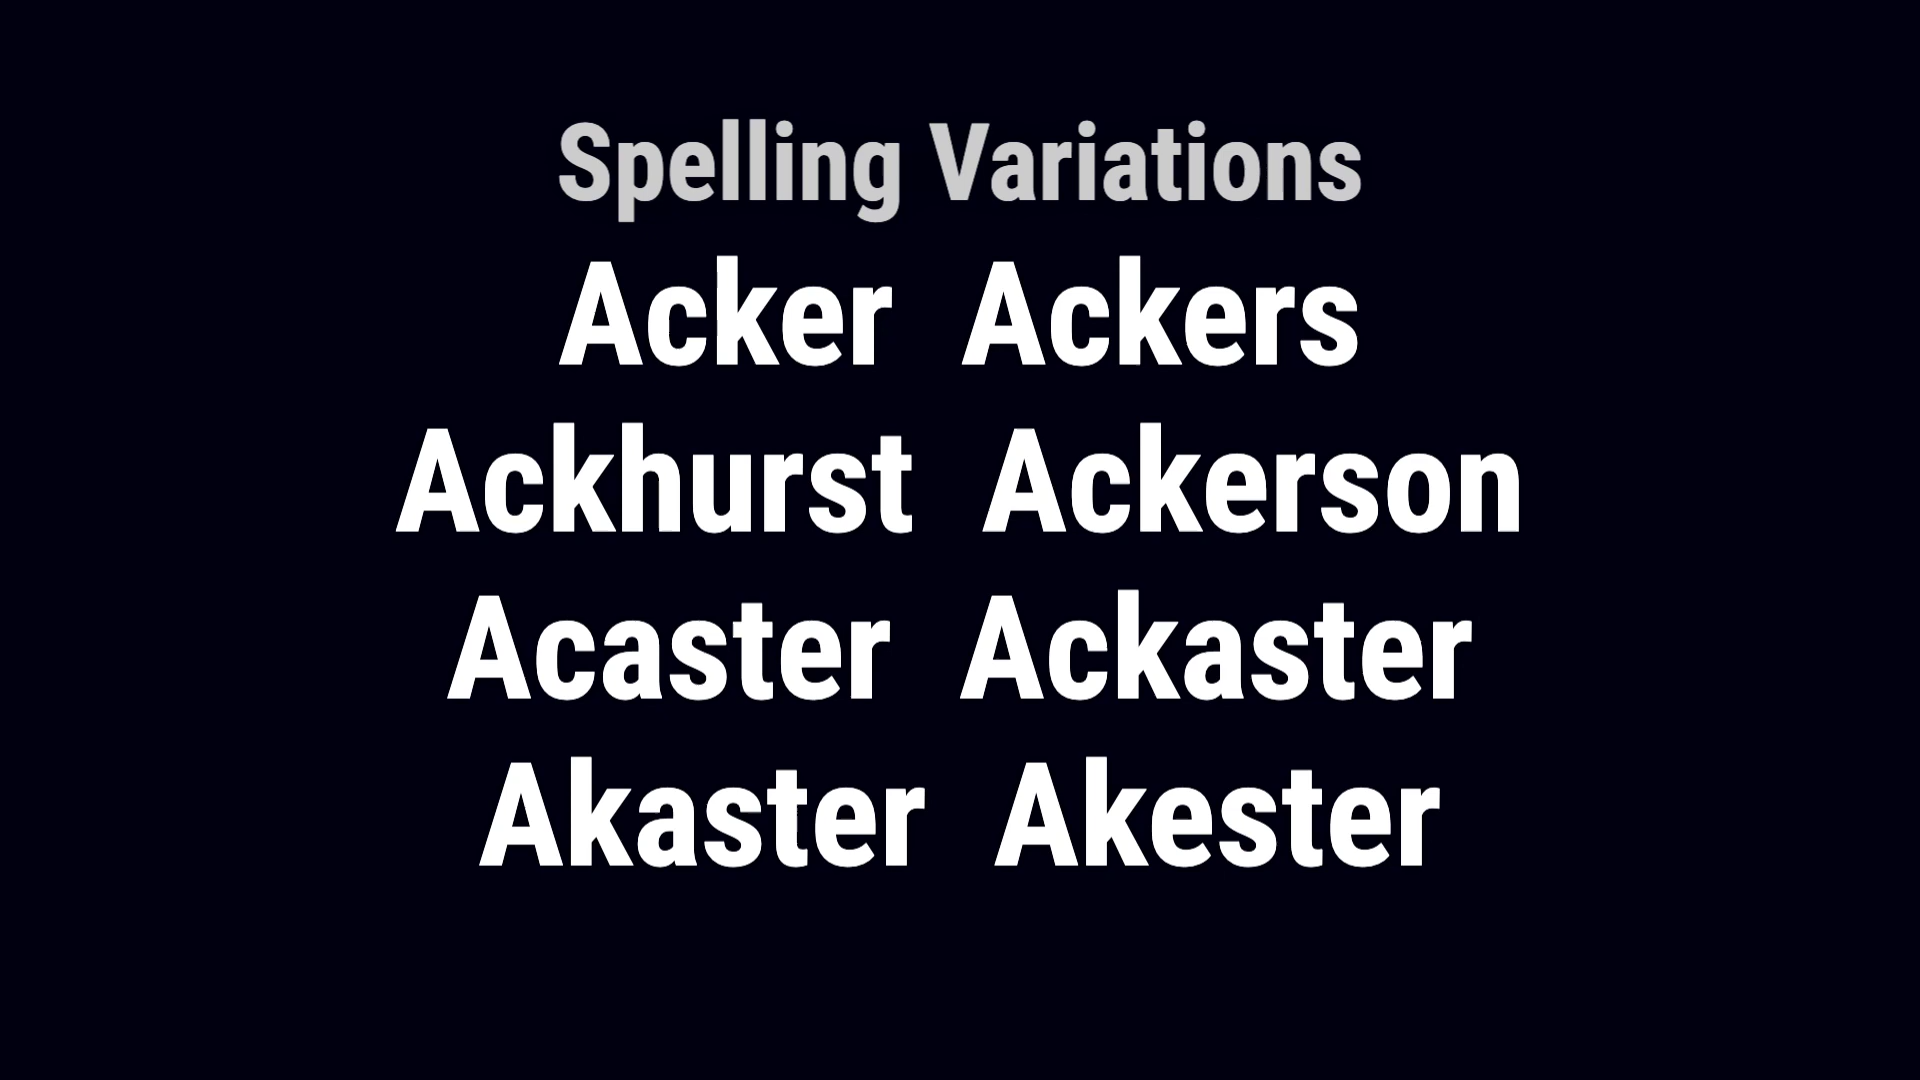 Spelling Variations
Acker Ackers
Ackhurst Ackerson
Acaster Ackaster
Akaster Akester